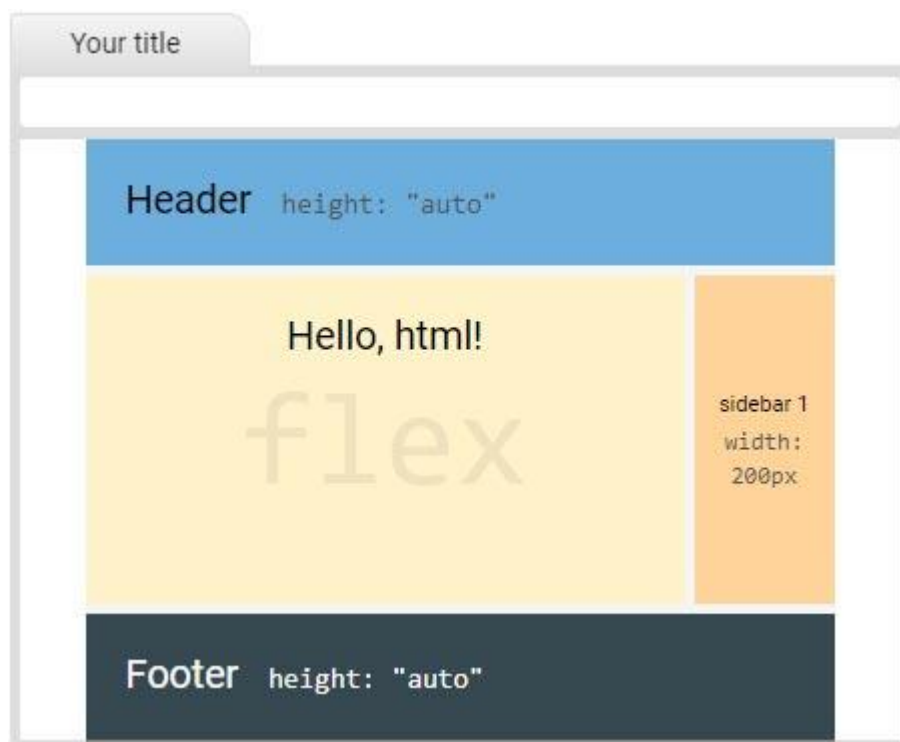 Your title
Header height: "auto"
Hello, html!
flex
sidebar 1
width:
200px
Footer height: "auto"